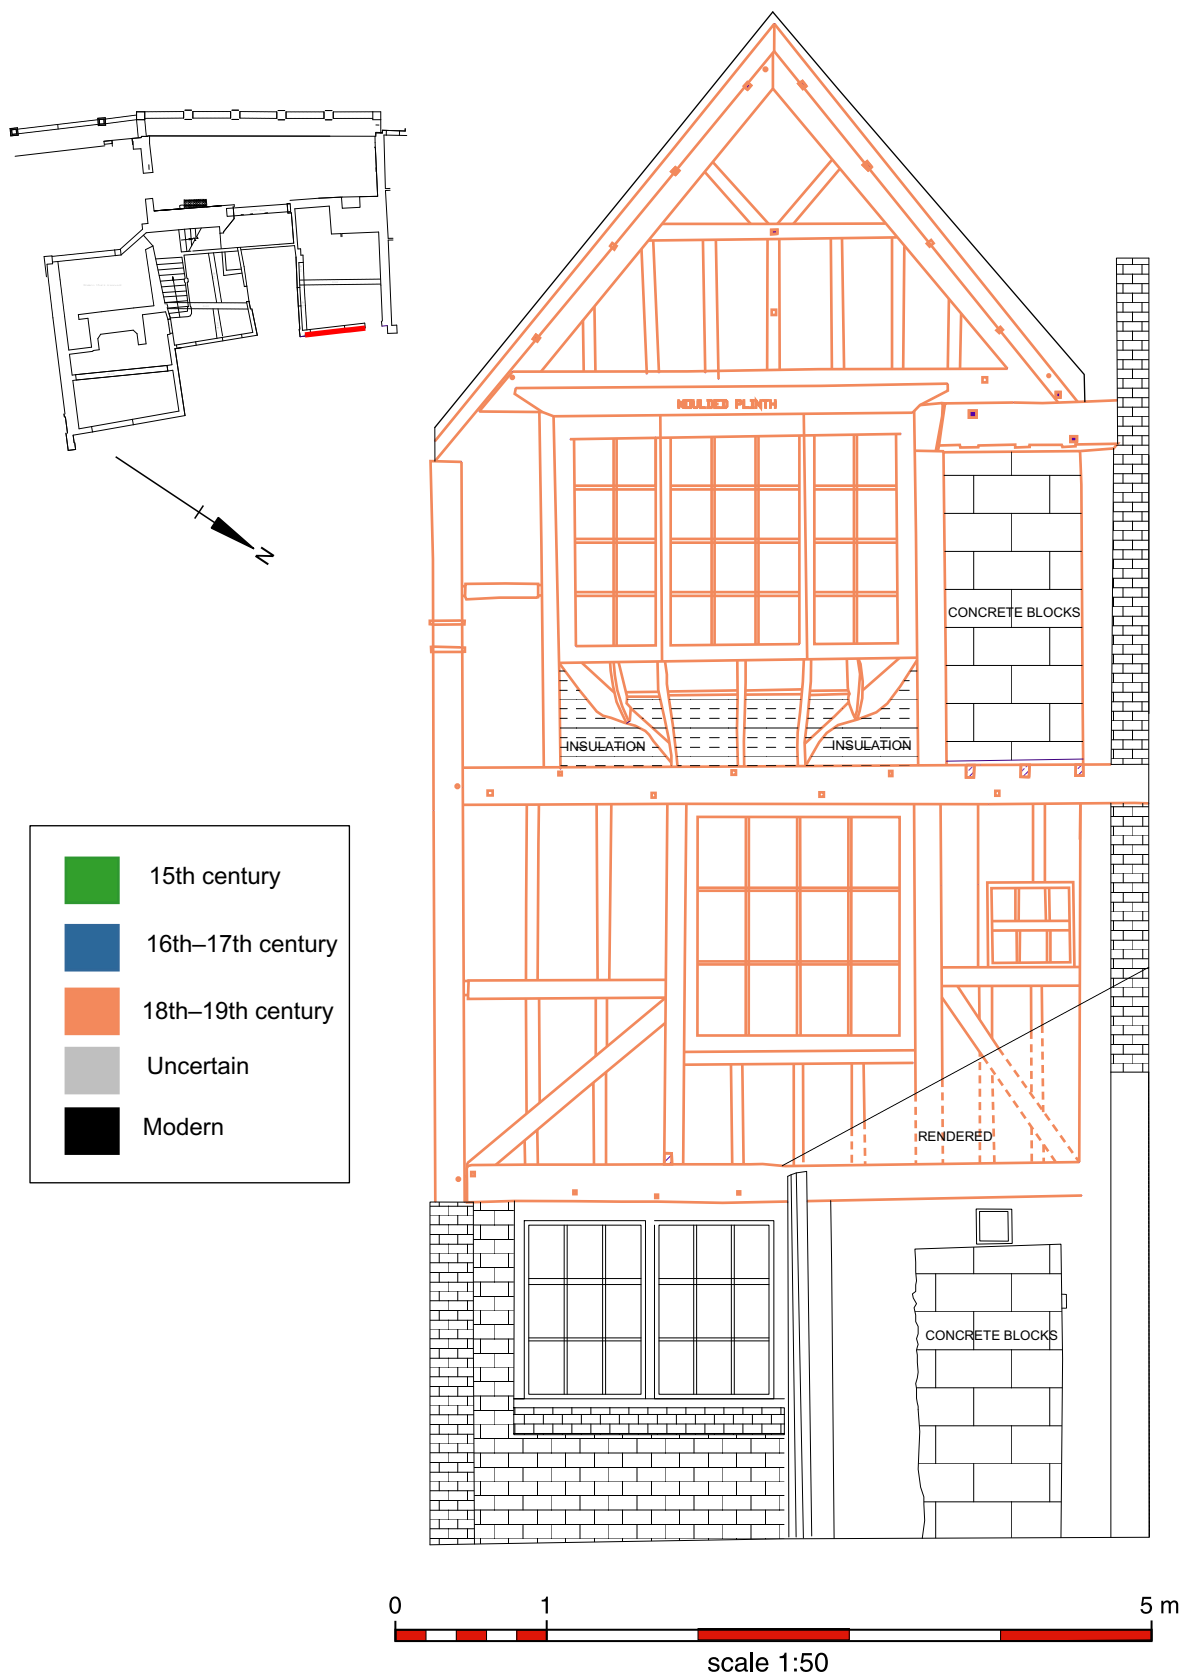 N
MOULDED PLINTH
CONCRETE BLOCKS
INSULATION
INSULATION
15th century
16th–17th century
18th–19th century
Uncertain
Modern
RENDERED
CONCRETE BLOCKS
0 1 5 m
scale 1:50